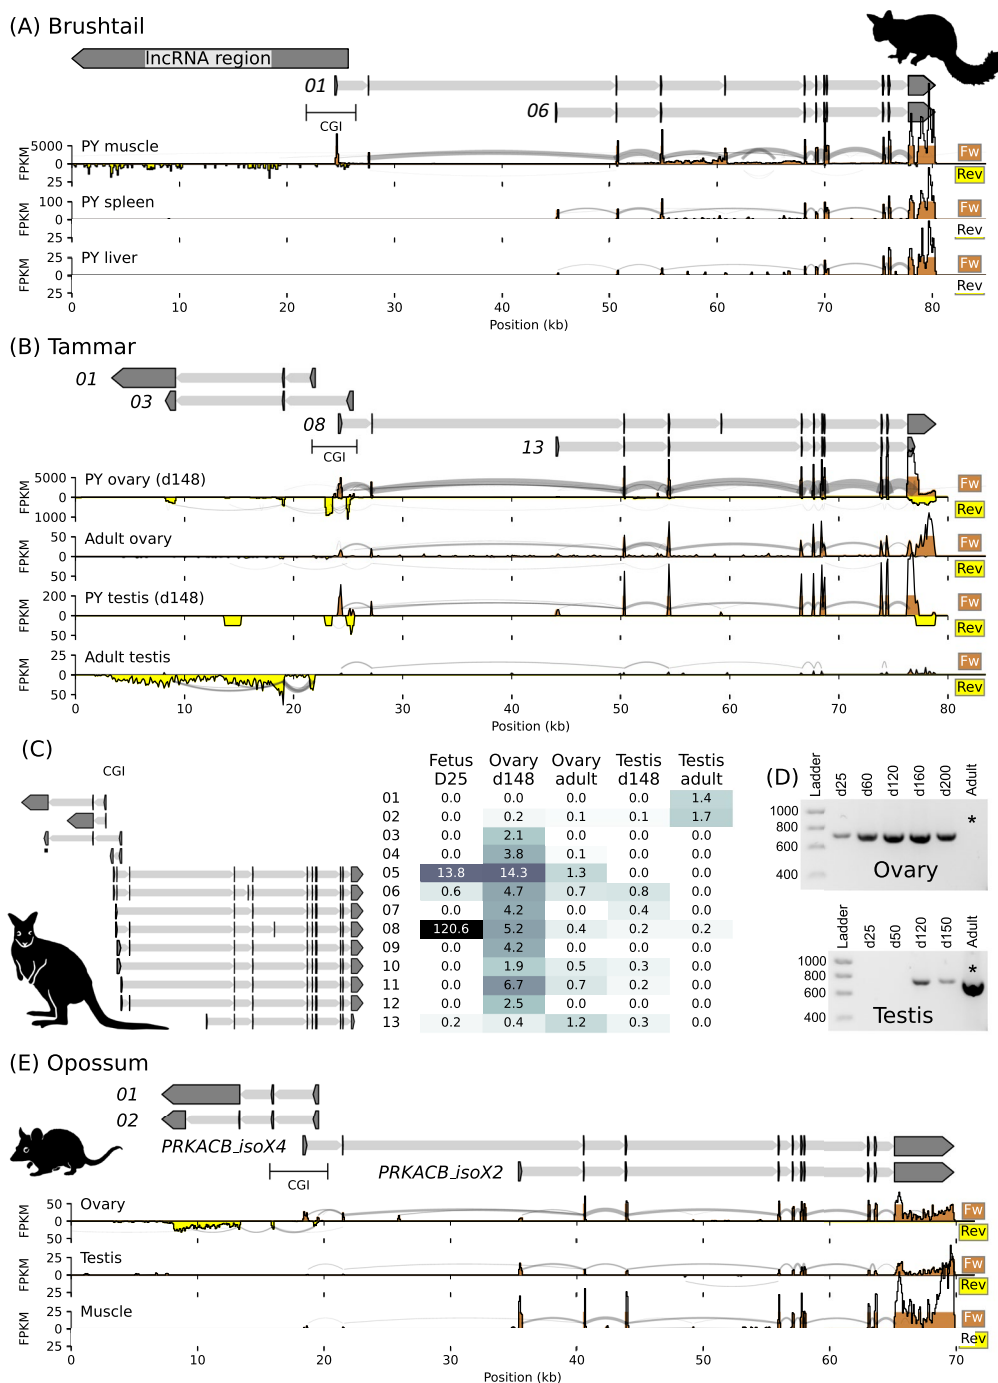 (A) Brushtail
lncRNA region
01
06
CGI
PY muscle
5000
0
25
FPKM
Fw
Rev
PY spleen
100
0
25
FPKM
Fw
Rev
PY liver
25
0
25
FPKM
Fw
Rev
0 10 20 30 40 50 60 70 80
Position (kb)
(B) Tammar
01
03
08
13
CGI
PY ovary (d148)
5000
0
1000
FPKM
Fw
Rev
Adult ovary
50
0
50
FPKM
Fw
Rev
PY testis (d148)
200
0
50
FPKM
Fw
Rev
Adult testis
25
0
50
FPKM
Fw
Rev
0 10 20 30 40 50 60 70 80
Position (kb)
(C)
CGI
Fetus D25 Ovary d148 Ovary adult Testis d148 Testis adult
01 0.0 0.0 0.0 0.0 1.4
02 0.0 0.2 0.1 0.1 1.7
03 0.0 2.1 0.0 0.0 0.0
04 0.0 3.8 0.1 0.0 0.0
05 13.8 14.3 1.3 0.0 0.0
06 0.6 4.7 0.7 0.8 0.0
07 0.0 4.2 0.0 0.4 0.0
08 120.6 5.2 0.4 0.2 0.2
09 0.0 4.2 0.0 0.0 0.0
10 0.0 1.9 0.5 0.3 0.0
11 0.0 6.7 0.7 0.2 0.0
12 0.0 2.5 0.0 0.0 0.0
13 0.2 0.4 1.2 0.3 0.0
(D)
Ladder d25 d60 d120 d160 d200 Adult
1000
800
600
400
*
Ovary
Ladder d25 d50 d120 d150 Adult
1000
800
600
400
*
Testis
(E) Opossum
01
02
PRKACB_isoX4
PRKACB_isoX2
CGI
Ovary
50
0
50
FPKM
Fw
Rev
Testis
25
0
25
FPKM
Fw
Rev
Muscle
25
0
25
FPKM
Fw
Rev
0 10 20 30 40 50 60 70
Position (kb)